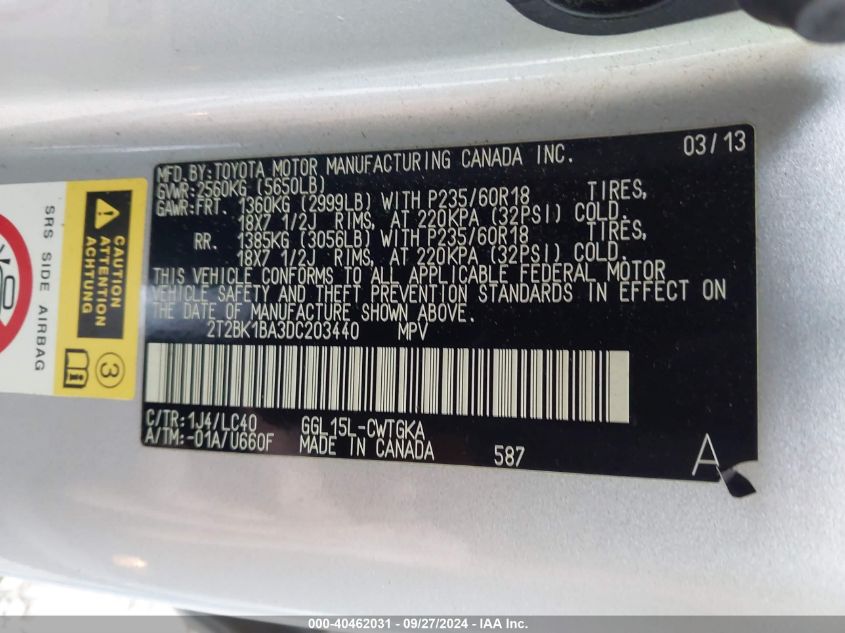 MFD. BY: TOYOTA MOTOR MANUFACTURING CANADA INC. 03/13
GVWR: 2560KG (5650LB)
GAWR: FRT. 1360KG (2999LB) WITH P235/60R18 TIRES,
18X7 1/2J RIMS, AT 220KPA (32PSI) COLD.
RR. 1385KG (3056LB) WITH P235/60R18 TIRES,
18X7 1/2J RIMS, AT 220KPA (32PSI) COLD.
THIS VEHICLE CONFORMS TO ALL APPLICABLE FEDERAL MOTOR
VEHICLE SAFETY AND THEFT PREVENTION STANDARDS IN EFFECT ON
THE DATE OF MANUFACTURE SHOWN ABOVE.
2T2BK1BA3DC203440 MPV
C/TR: 1J4/LC40 GGL15L-CWTGKA
A/TM: -01A/U660F MADE IN CANADA 587
A
CAUTION
ATTENTION
ACHTUNG
3
SRS SIDE AIRBAG
000-40462031 - 09/27/2024 - IAA Inc.